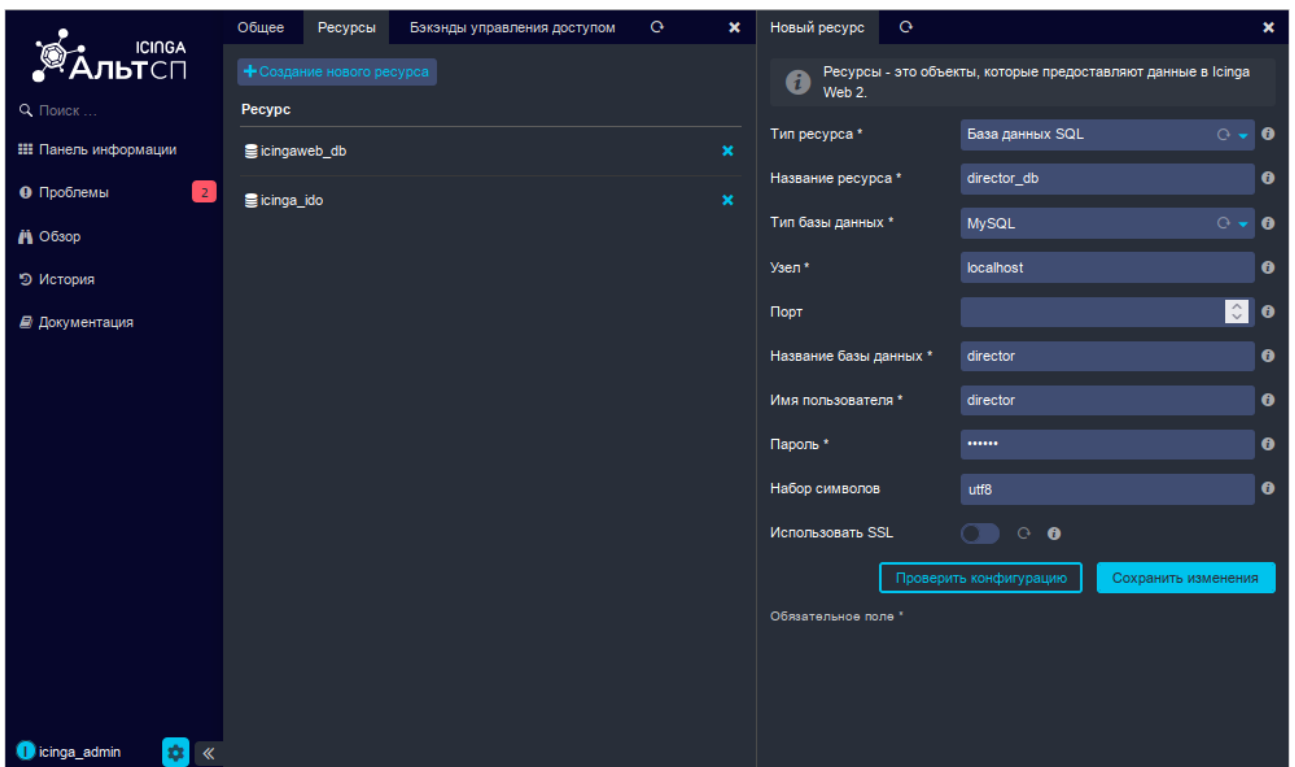 ICINGA
Альт СП
Поиск ...
Панель информации
Проблемы 2
Обзор
История
Документация
icinga_admin
Общее Ресурсы Бэкэнды управления доступом
Создание нового ресурса
Ресурс
icingaweb_db
icinga_ido
Новый ресурс
Ресурсы - это объекты, которые предоставляют данные в Icinga
Web 2.
Тип ресурса * База данных SQL
Название ресурса * director_db
Тип базы данных * MySQL
Узел * localhost
Порт
Название базы данных * director
Имя пользователя * director
Пароль * ••••••
Набор символов utf8
Использовать SSL
Проверить конфигурацию Сохранить изменения
Обязательное поле *